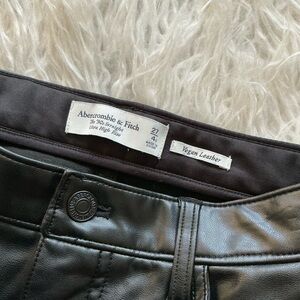 Abercrombie & Fitch
The 90s Straight
Ultra High Rise
27
4
Vegan Leather